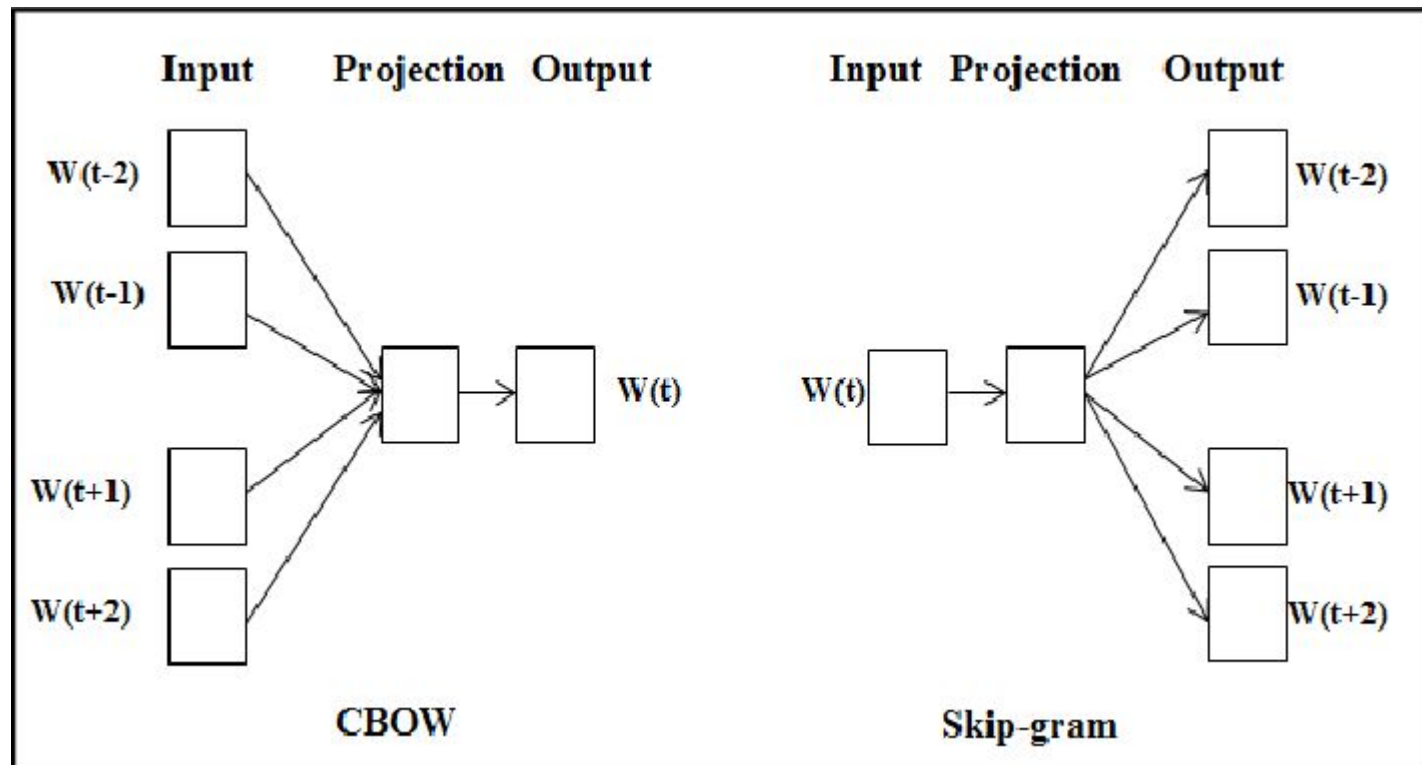 Input Projection Output
W(t-2)
W(t-1)
W(t)
W(t+1)
W(t+2)
CBOW
Input Projection Output
W(t-2)
W(t-1)
W(t)
W(t+1)
W(t+2)
Skip-gram